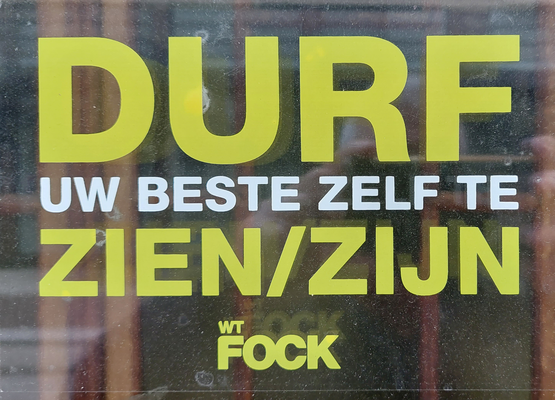 DURF
UW BESTE ZELF TE
ZIEN/ZIJN
WT
FOCK